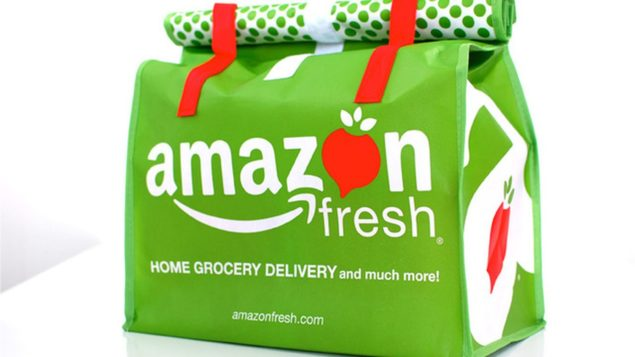 amazon
fresh®
HOME GROCERY DELIVERY and much more!
amazonfresh.com